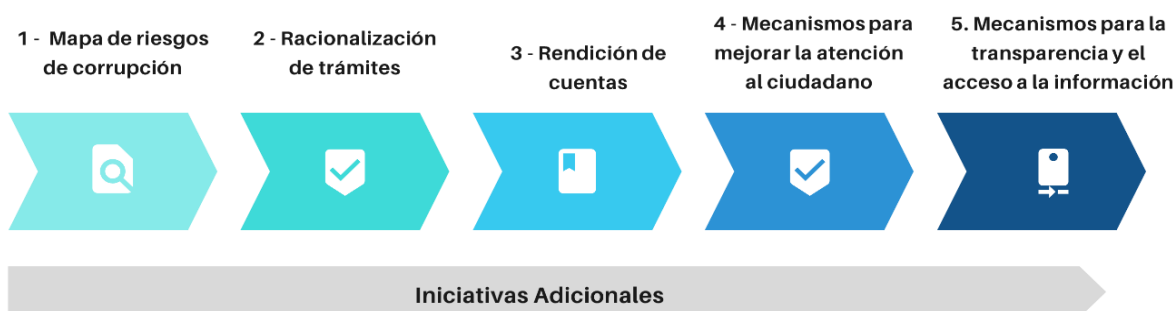 1 -  Mapa de riesgos
de corrupción
2 - Racionalización
de trámites
3 - Rendición de
cuentas
4 - Mecanismos para
mejorar la atención
al ciudadano
5. Mecanismos para la
transparencia y el
acceso a la información
Iniciativas Adicionales